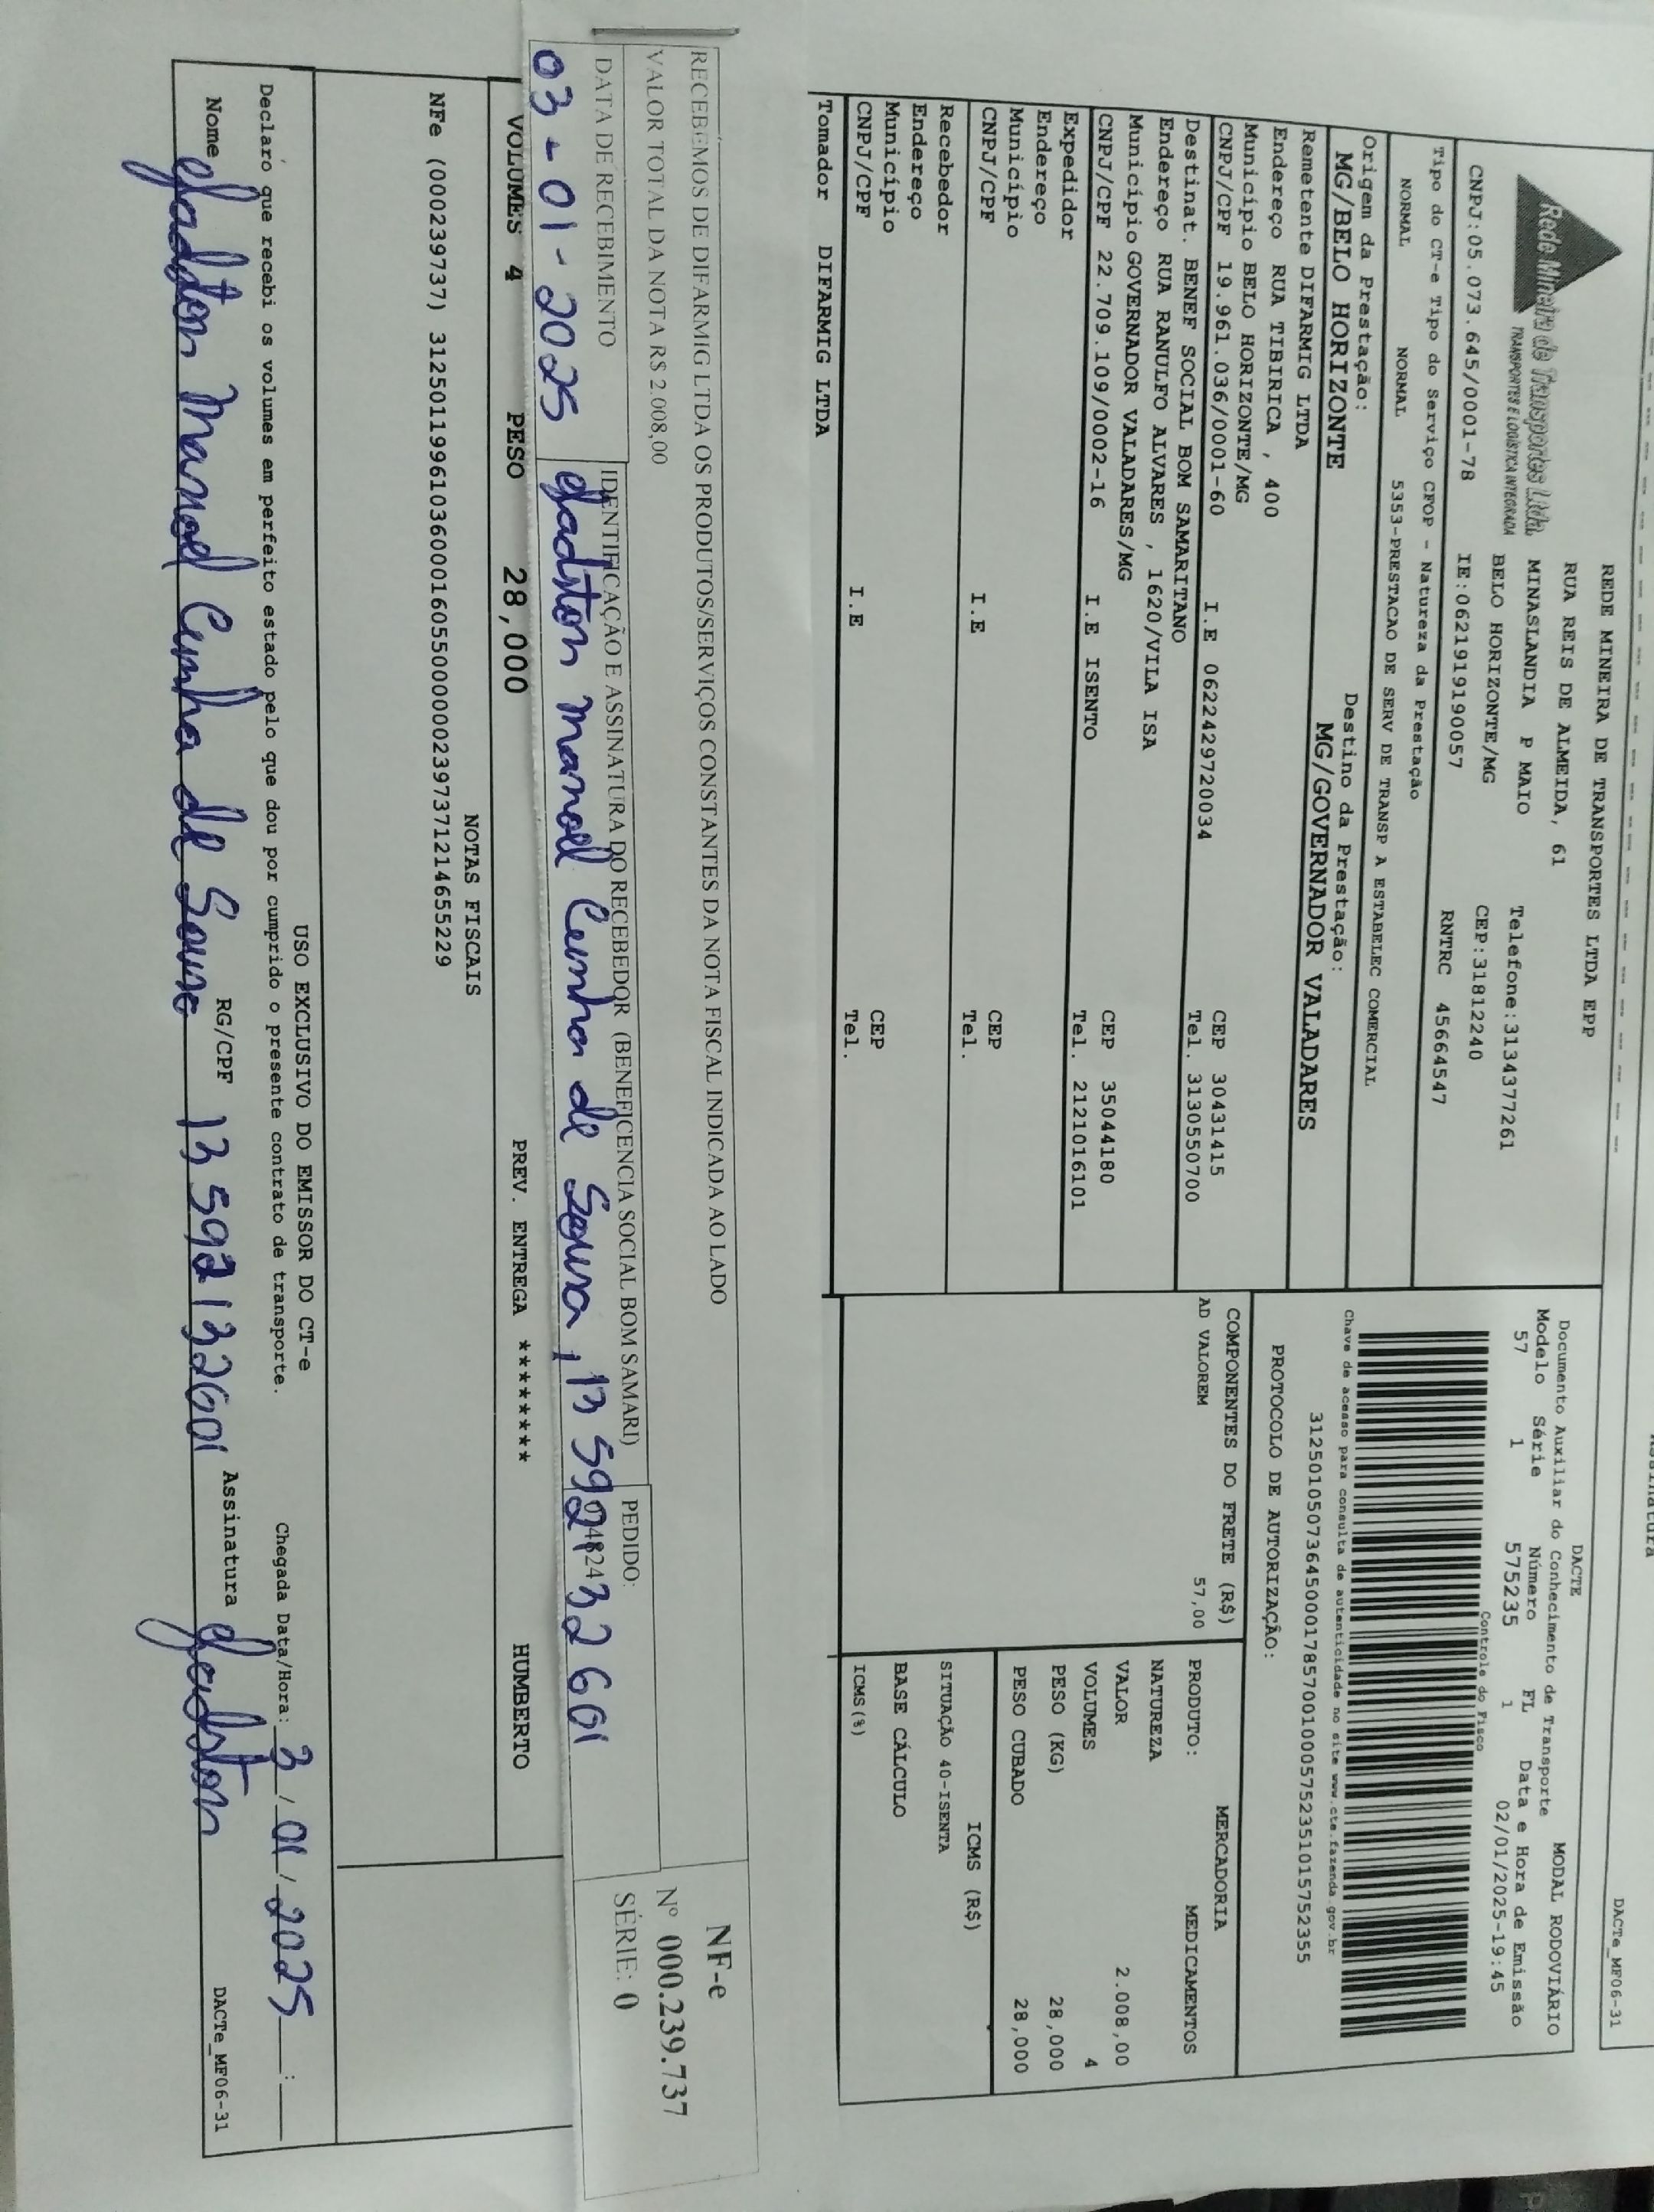 DACTe_MF06-31
REDE MINEIRA DE TRANSPORTES LTDA EPP
RUA REIS DE ALMEIDA, 61
MINASLANDIA P MAIO Telefone:3134377261
BELO HORIZONTE/MG CEP:31812240
Rede Mineira de Transportes Ltda.
TRANSPORTES E LOGÍSTICA INTEGRADA
CNPJ:05.073.645/0001-78 IE:0621919190057 RNTRC 45664547
Tipo do CT-e Tipo do Serviço CFOP - Natureza da Prestação
NORMAL NORMAL 5353-PRESTACAO DE SERV DE TRANSP A ESTABELEC COMERCIAL
Origem da Prestação: Destino da Prestação:
MG/BELO HORIZONTE MG/GOVERNADOR VALADARES
DACTE MODAL RODOVIÁRIO
Documento Auxiliar do Conhecimento de Transporte
Modelo Série Número FL Data e Hora de Emissão
57 1 575235 1 02/01/2025-19:45
Controle do Fisco
Chave de acesso para consulta de autenticidade no site www.cte.fazenda.gov.br
31250105073645000178570010005752351015752355
PROTOCOLO DE AUTORIZAÇÃO:
Remetente DIFARMIG LTDA
Endereço RUA TIBIRICA , 400
Município BELO HORIZONTE/MG CEP 30431415
CNPJ/CPF 19.961.036/0001-60 I.E 0622429720034 Tel. 3130550700
Destinat. BENEF SOCIAL BOM SAMARITANO
Endereço RUA RANULFO ALVARES , 1620/VILA ISA
Município GOVERNADOR VALADARES/MG CEP 35044180
CNPJ/CPF 22.709.109/0002-16 I.E ISENTO Tel. 2121016101
Expedidor
Endereço
Município CEP
CNPJ/CPF I.E Tel.
Recebedor
Endereço
Município CEP
CNPJ/CPF I.E Tel.
Tomador DIFARMIG LTDA
COMPONENTES DO FRETE (R$)
AD VALOREM 57,00
MERCADORIA
PRODUTO: MEDICAMENTOS
NATUREZA
VALOR 2.008,00
VOLUMES 4
PESO (KG) 28,000
PESO CUBADO 28,000
ICMS (R$)
SITUAÇÃO 40-ISENTA
BASE CÁLCULO
ICMS(%)
RECEBEMOS DE DIFARMIG LTDA OS PRODUTOS/SERVIÇOS CONSTANTES DA NOTA FISCAL INDICADA AO LADO
VALOR TOTAL DA NOTA R$ 2.008,00
DATA DE RECEBIMENTO IDENTIFICAÇÃO E ASSINATURA DO RECEBEDOR (BENEFICENCIA SOCIAL BOM SAMARI) PEDIDO:
03-01-2025 Gladston Manoel Cunha de Sousa, 13 592132601
NF-e
Nº 000.239.737
SÉRIE: 0
VOLUMES 4 PESO 28,000 PREV. ENTREGA ******** HUMBERTO
NOTAS FISCAIS
NFe (000239737) 31250119961036000160550000002397371214655229
USO EXCLUSIVO DO EMISSOR DO CT-e
Declaro que recebi os volumes em perfeito estado pelo que dou por cumprido o presente contrato de transporte. Chegada Data/Hora: 3/01/2025 :
Nome Gladston Manoel Cunha de Sousa RG/CPF 13592132601 Assinatura Gladston
DACTe_MF06-31